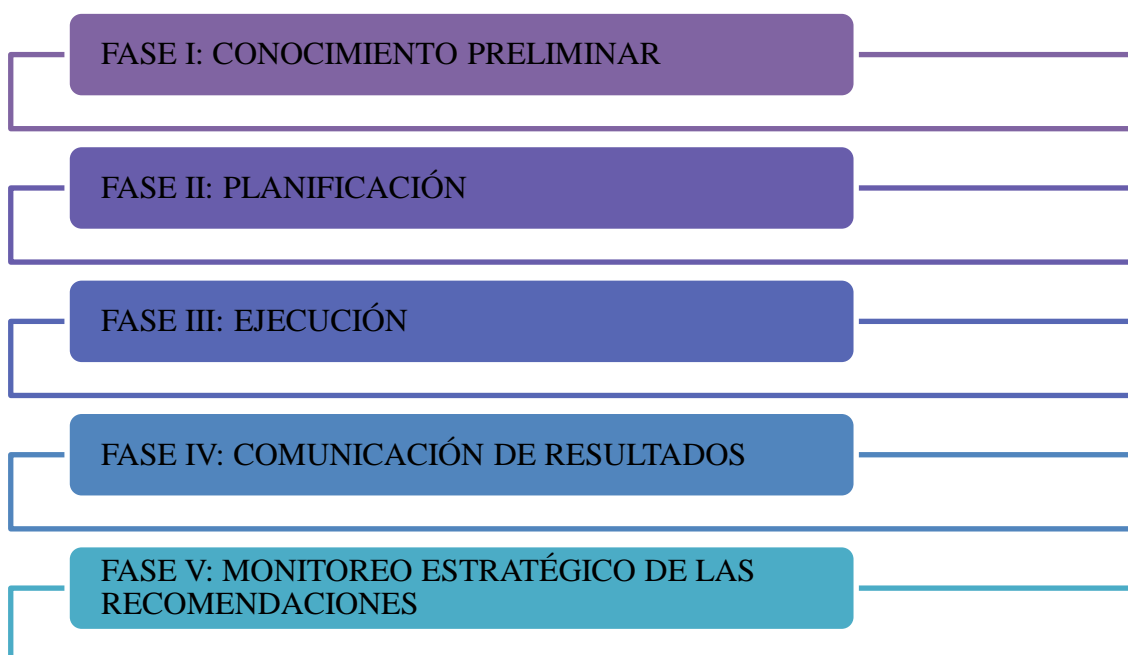 FASE I: CONOCIMIENTO PRELIMINAR
FASE II: PLANIFICACIÓN
FASE III: EJECUCIÓN
FASE IV: COMUNICACIÓN DE RESULTADOS
FASE V: MONITOREO ESTRATÉGICO DE LAS
RECOMENDACIONES